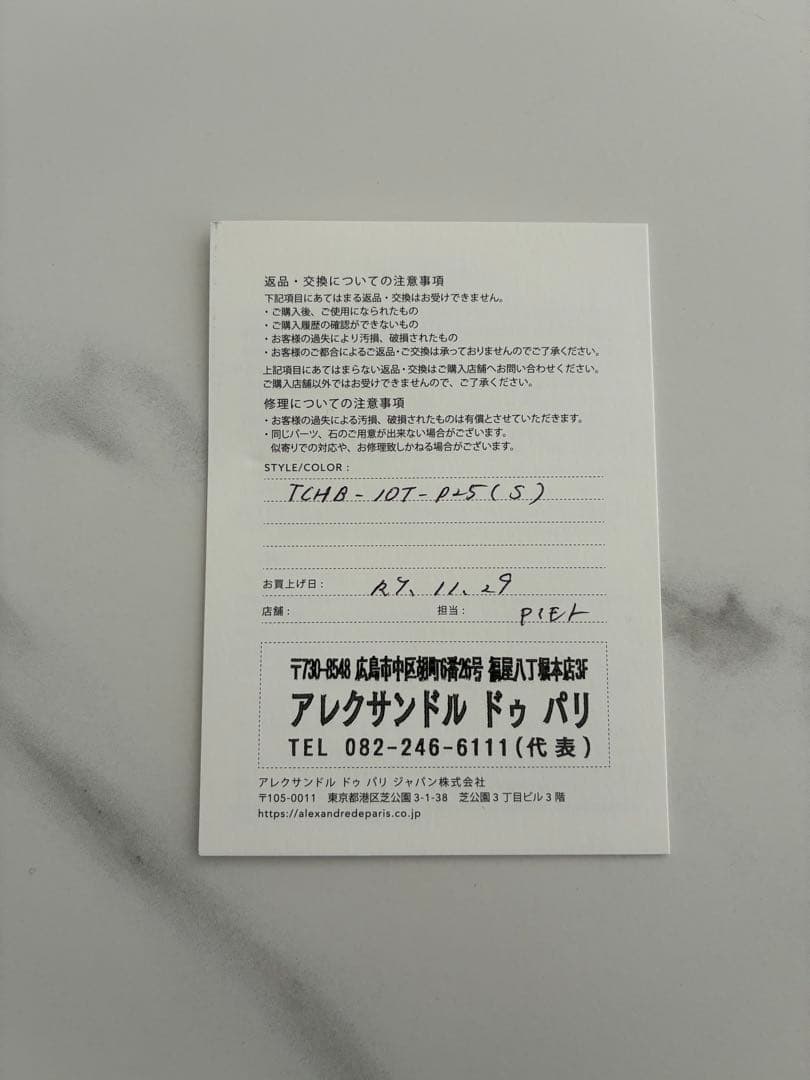 返品・交換についての注意事項
下記項目にあてはまる返品・交換はお受けできません。
・ご購入後、ご使用になられたもの
・ご購入履歴の確認ができないもの
・お客様の過失により汚損、破損されたもの
・お客様のご都合によるご返品・ご交換は承っておりませんのでご了承ください。
上記項目にあてはまらない返品・交換はご購入店舗へお問い合わせください。
ご購入店舗以外ではお受けできませんので、ご了承ください。
修理についての注意事項
・お客様の過失による汚損、破損されたものは有償とさせていただきます。
・同じパーツ、石のご用意が出来ない場合がございます。
似寄りでの対応や、お修理致しかねる場合がございます。
STYLE/COLOR :
TCHB-10T-P25(S)
お買上げ日 : R7.11.29
店舗 : 担当 :
〒730-8548 広島市中区胡町6番26号 福屋八丁堀本店3F
アレクサンドル ドゥ パリ
TEL 082-246-6111(代表)
アレクサンドル ドゥ パリ ジャパン株式会社
〒105-0011 東京都港区芝公園 3-1-38 芝公園 3 丁目ビル 3 階
https://alexandredeparis.co.jp